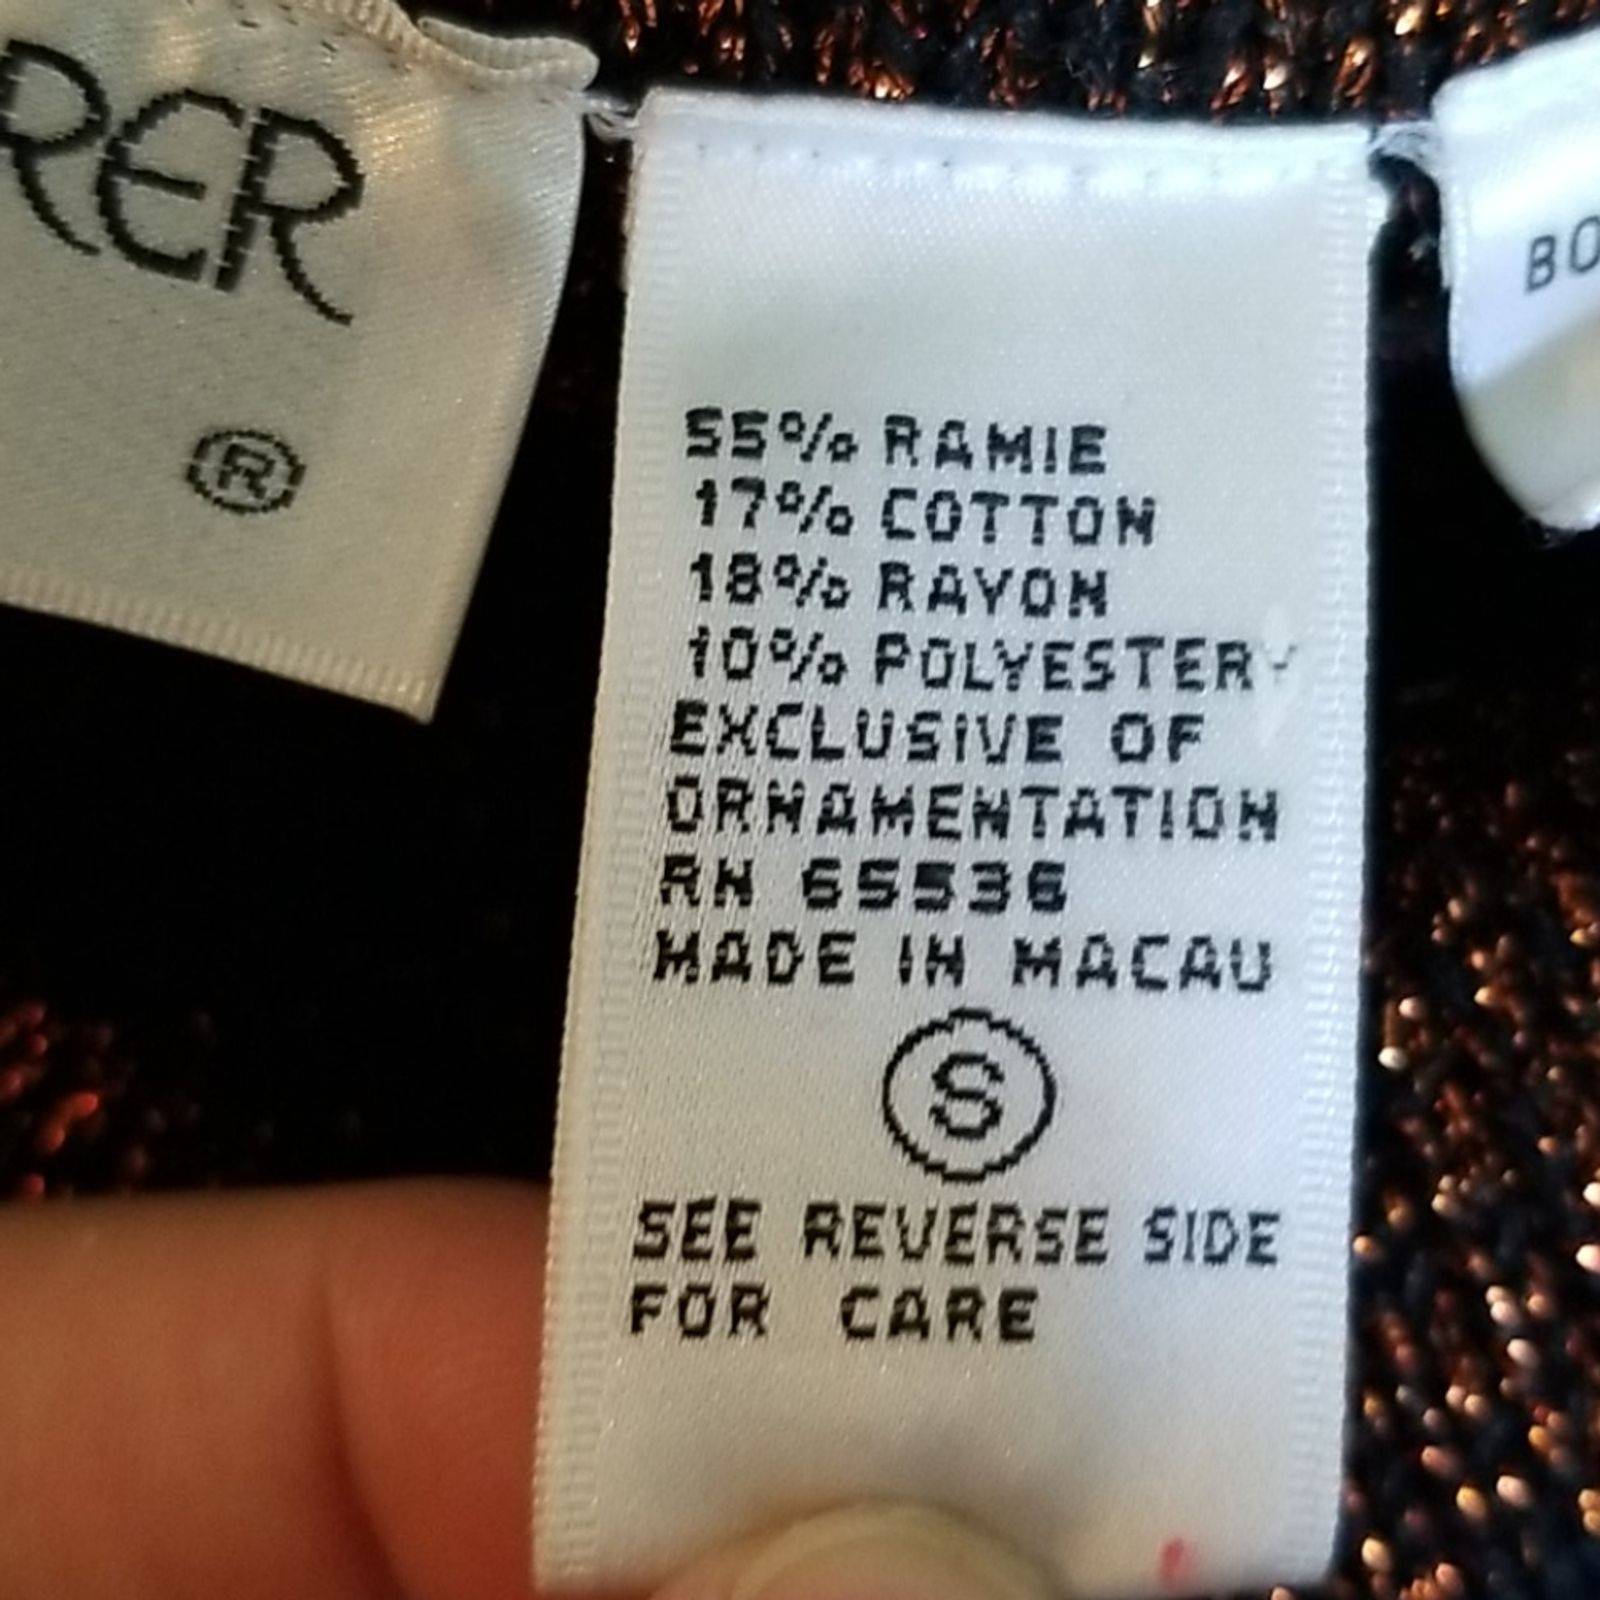 RER
®
55% RAMIE
17% COTTON
18% RAYON
10% POLYESTER
EXCLUSIVE OF
ORNAMENTATION
RN 65536
MADE IN MACAU
S
SEE REVERSE SIDE
FOR CARE
BO